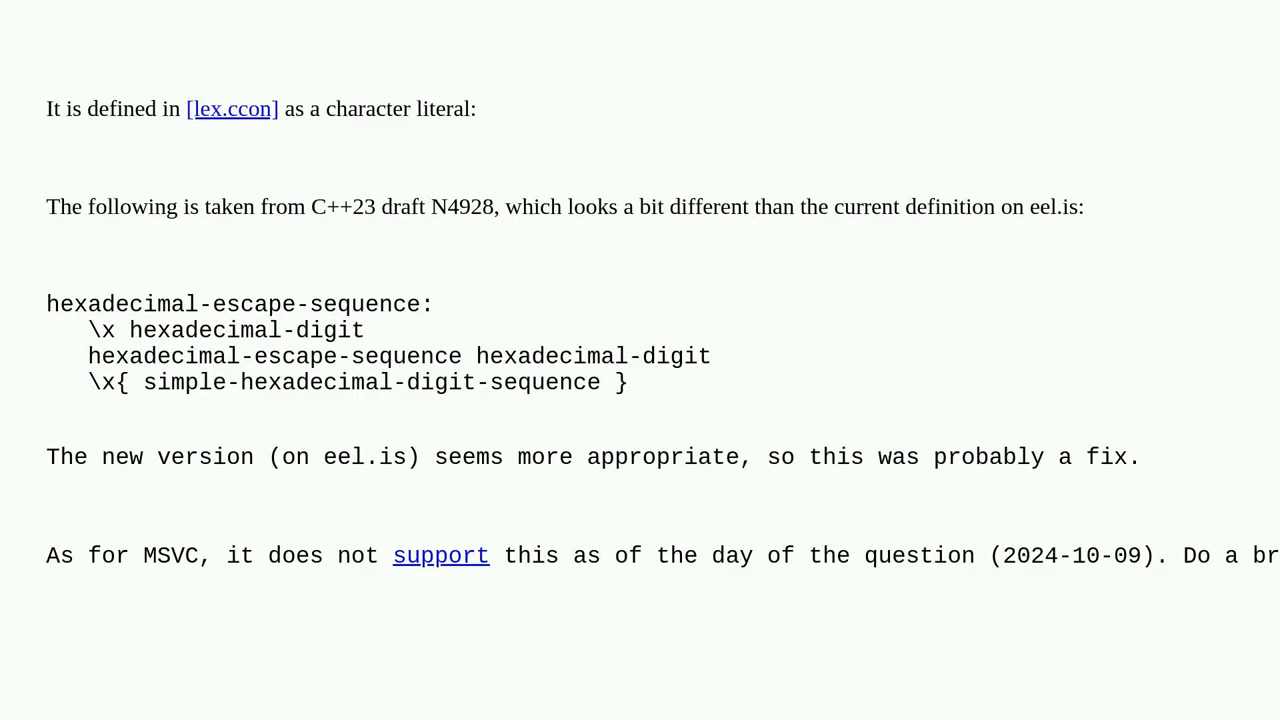 It is defined in [lex.ccon] as a character literal:
The following is taken from C++23 draft N4928, which looks a bit different than the current definition on eel.is:
hexadecimal-escape-sequence:
   \x hexadecimal-digit
   hexadecimal-escape-sequence hexadecimal-digit
   \x{ simple-hexadecimal-digit-sequence }
The new version (on eel.is) seems more appropriate, so this was probably a fix.
As for MSVC, it does not support this as of the day of the question (2024-10-09). Do a